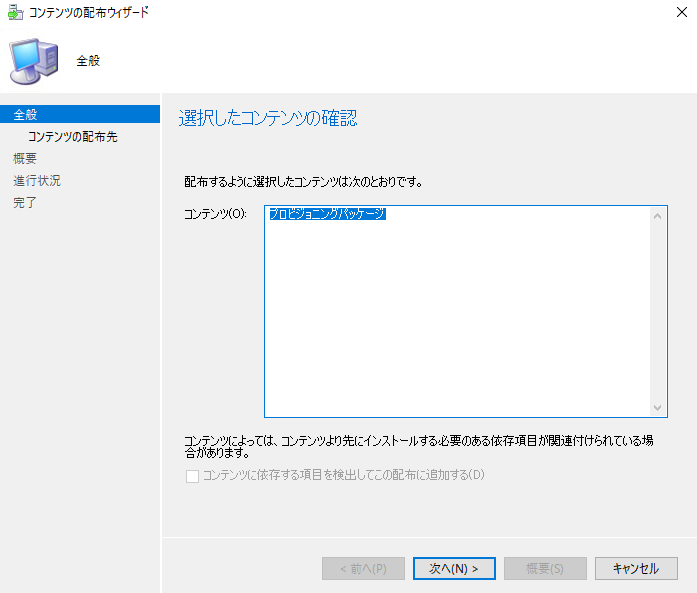 コンテンツの配布ウィザード
全般
全般
コンテンツの配布先
概要
進行状況
完了
選択したコンテンツの確認
配布するように選択したコンテンツは次のとおりです。
コンテンツ(O):
プロビジョニングパッケージ
コンテンツによっては、コンテンツより先にインストールする必要のある依存項目が関連付けられている場
合があります。
コンテンツに依存する項目を検出してこの配布に追加する(D)
< 前へ(P)
次へ(N) >
概要(S)
キャンセル